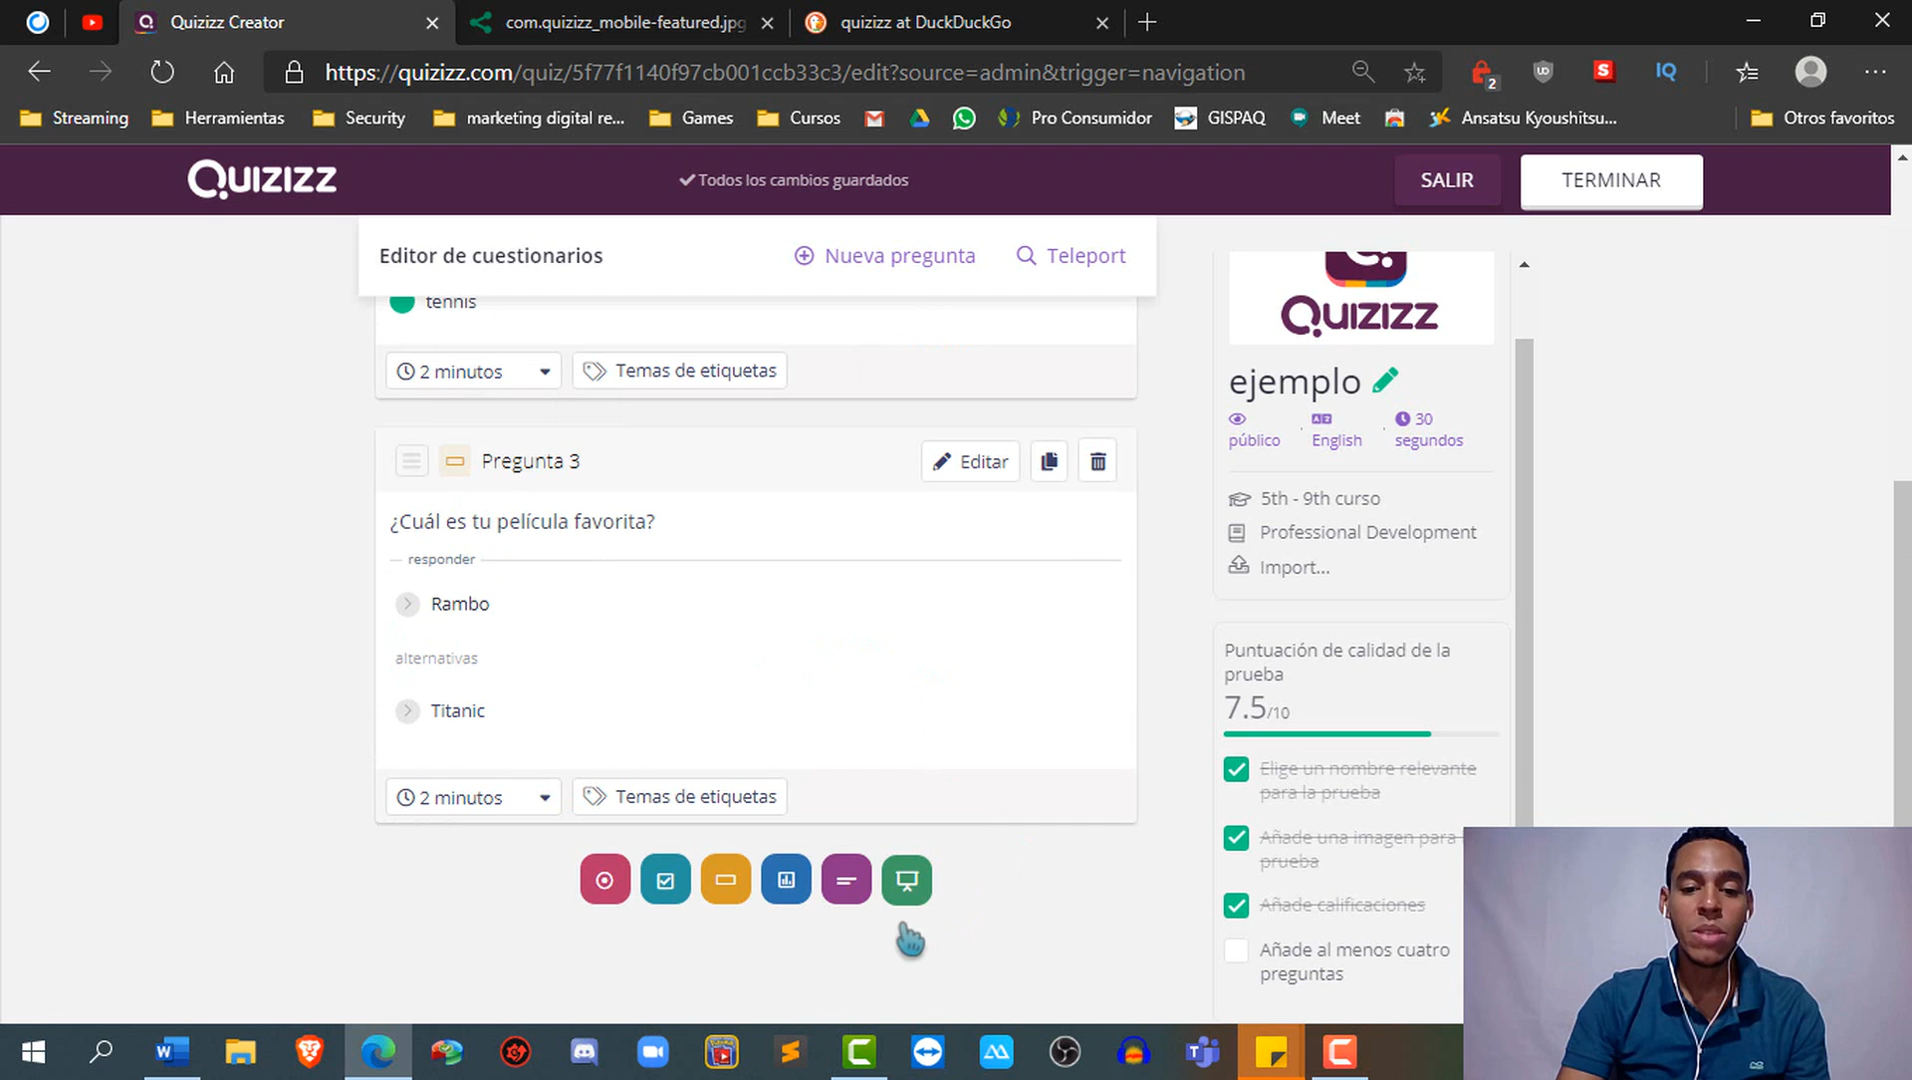 Quizizz Creator
com.quizizz_mobile-featured.jpg
quizizz at DuckDuckGo
https://quizizz.com/quiz/5f77f1140f97cb001ccb33c3/edit?source=admin&trigger=navigation
2
UD
S
IQ
Streaming
Herramientas
Security
marketing digital re...
Games
Cursos
Pro Consumidor
GISPAQ
Meet
Ansatsu Kyoushitsu...
Otros favoritos
QUIZIZZ
Todos los cambios guardados
SALIR
TERMINAR
Editor de cuestionarios
Nueva pregunta
Teleport
tennis
2 minutos
Temas de etiquetas
Pregunta 3
Editar
¿Cuál es tu película favorita?
responder
Rambo
alternativas
Titanic
2 minutos
Temas de etiquetas
QUIZIZZ
ejemplo
público
English
30 segundos
5th - 9th curso
Professional Development
Import...
Puntuación de calidad de la
prueba
7.5/10
Elige un nombre relevante
para la prueba
Añade una imagen para
prueba
Añade calificaciones
Añade al menos cuatro
preguntas